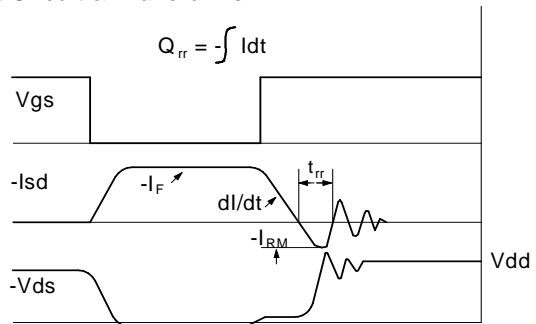 Q_rr = -∫ Idt
Vgs
t_rr
-Isd
-I_F
dI/dt
-I_RM
Vdd
-Vds